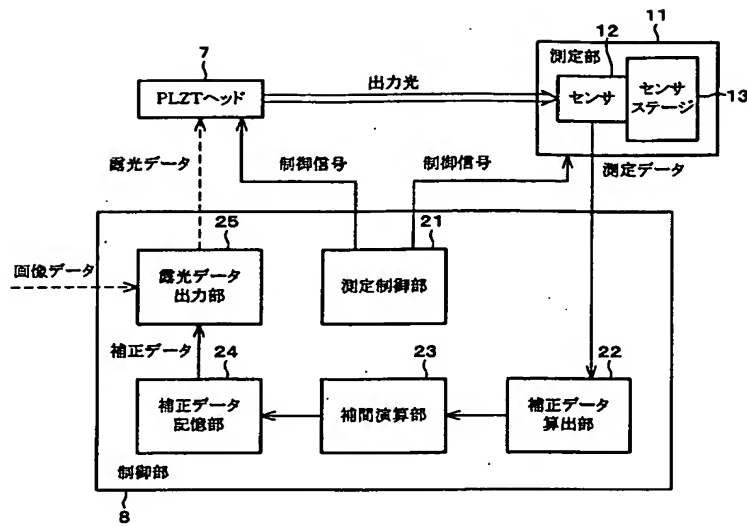 11
12
7
測定部
PLZTヘッド
出力光
センサ
センサ
ステージ
13
露光データ
制御信号
制御信号
測定データ
25
21
画像データ
露光データ
出力部
測定制御部
補正データ
24
23
22
補正データ
記憶部
補間演算部
補正データ
算出部
制御部
8